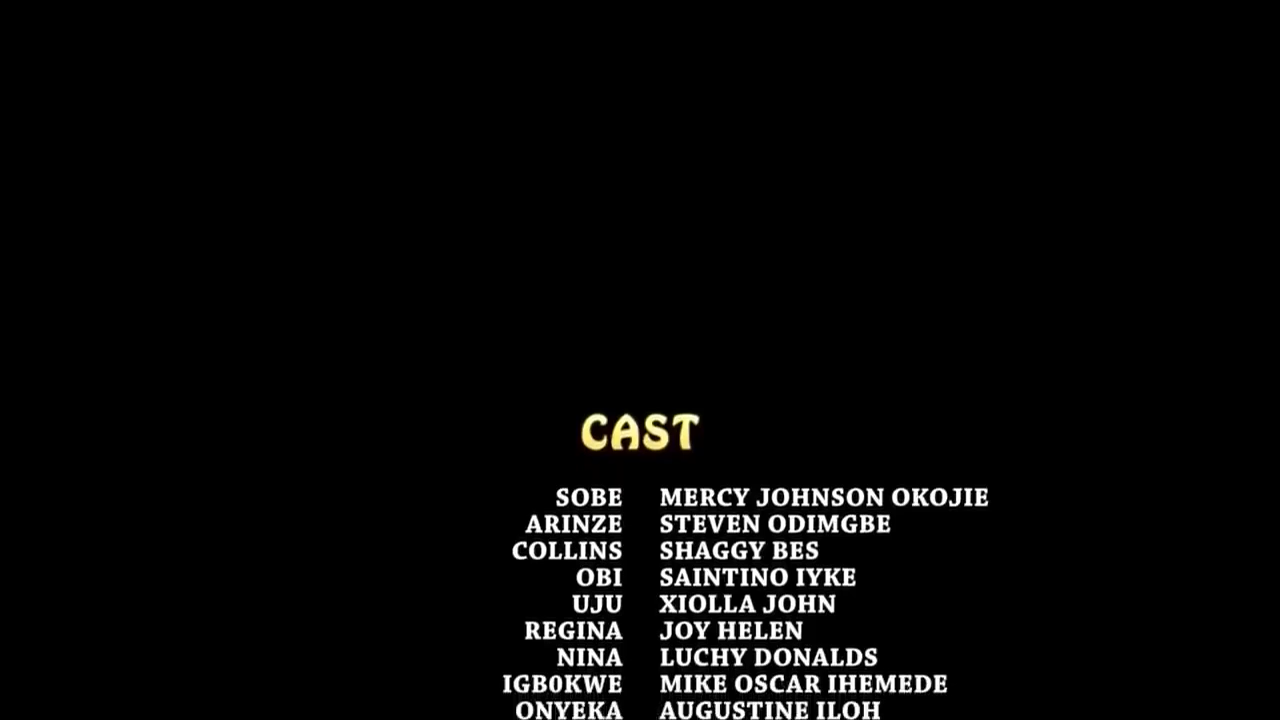 CAST
SOBE MERCY JOHNSON OKOJIE
ARINZE STEVEN ODIMGBE
COLLINS SHAGGY BES
OBI SAINTINO IYKE
UJU XIOLLA JOHN
REGINA JOY HELEN
NINA LUCHY DONALDS
IGB0KWE MIKE OSCAR IHEMEDE
ONYEKA AUGUSTINE ILOH